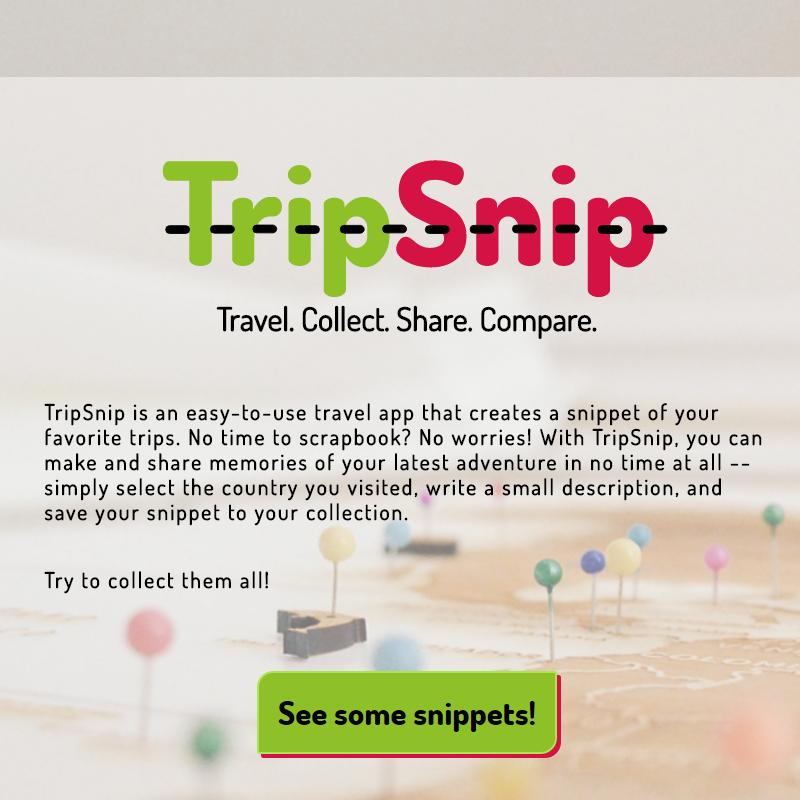 TripSnip
Travel. Collect. Share. Compare.
TripSnip is an easy-to-use travel app that creates a snippet of your
favorite trips. No time to scrapbook? No worries! With TripSnip, you can
make and share memories of your latest adventure in no time at all --
simply select the country you visited, write a small description, and
save your snippet to your collection.
Try to collect them all!
See some snippets!